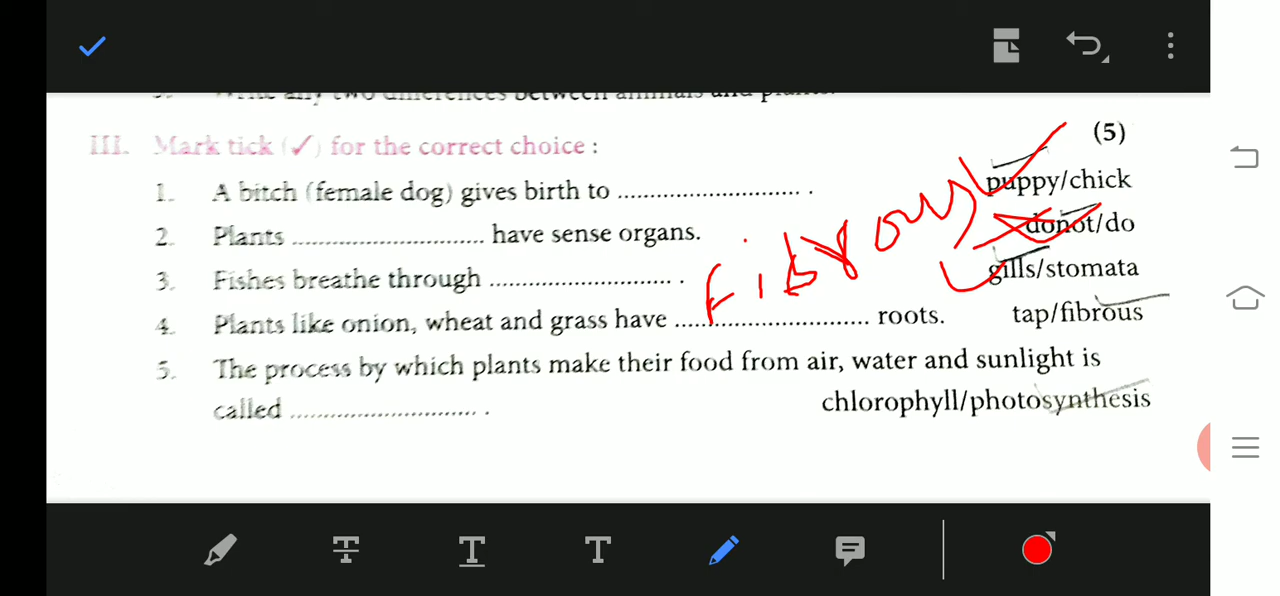 III. Mark tick (✓) for the correct choice : (5)
1. A bitch (female dog) gives birth to ............................ . puppy/chick
2. Plants ............................ have sense organs. donot/do
3. Fishes breathe through ............................ . gills/stomata
4. Plants like onion, wheat and grass have ............................ roots. tap/fibrous
Fibrous
5. The process by which plants make their food from air, water and sunlight is
called ............................ . chlorophyll/photosynthesis
T T T